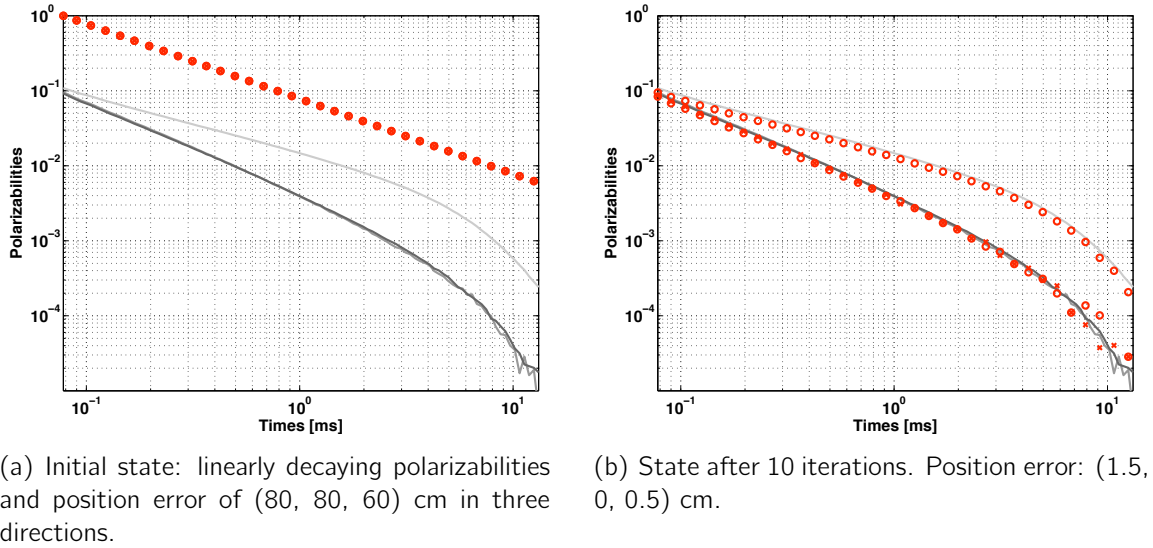 10^0
10^-1
10^-2
10^-3
10^-4
Polarizabilities
10^-1
10^0
10^1
Times [ms]
10^0
10^-1
10^-2
10^-3
10^-4
Polarizabilities
10^-1
10^0
10^1
Times [ms]
(a) Initial state: linearly decaying polarizabilities
and position error of (80, 80, 60) cm in three
directions.
(b) State after 10 iterations. Position error: (1.5,
0, 0.5) cm.